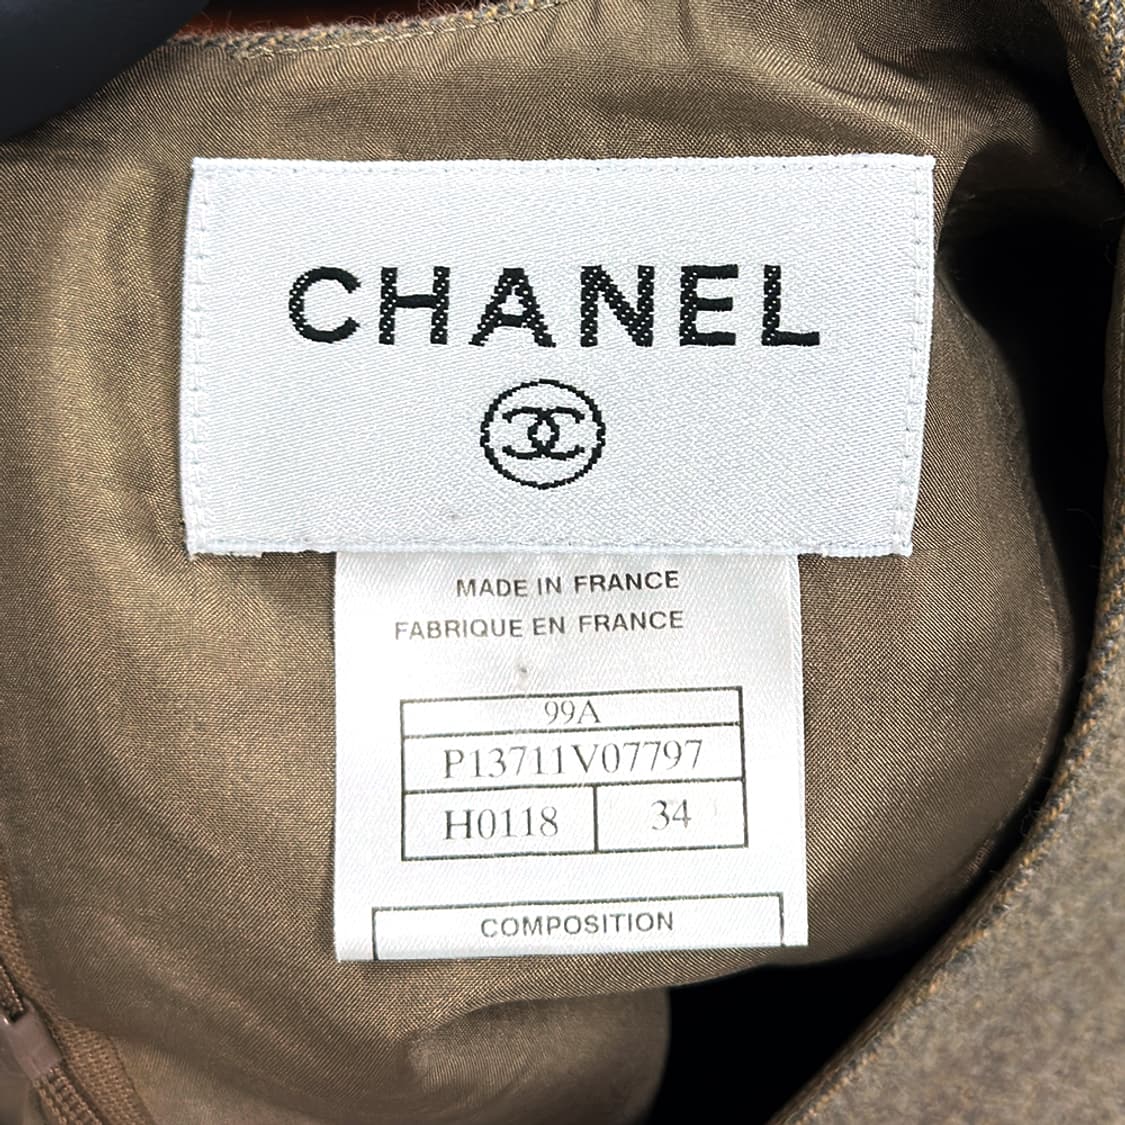 CHANEL
MADE IN FRANCE
FABRIQUE EN FRANCE
99A
P13711V07797
H0118 34
COMPOSITION